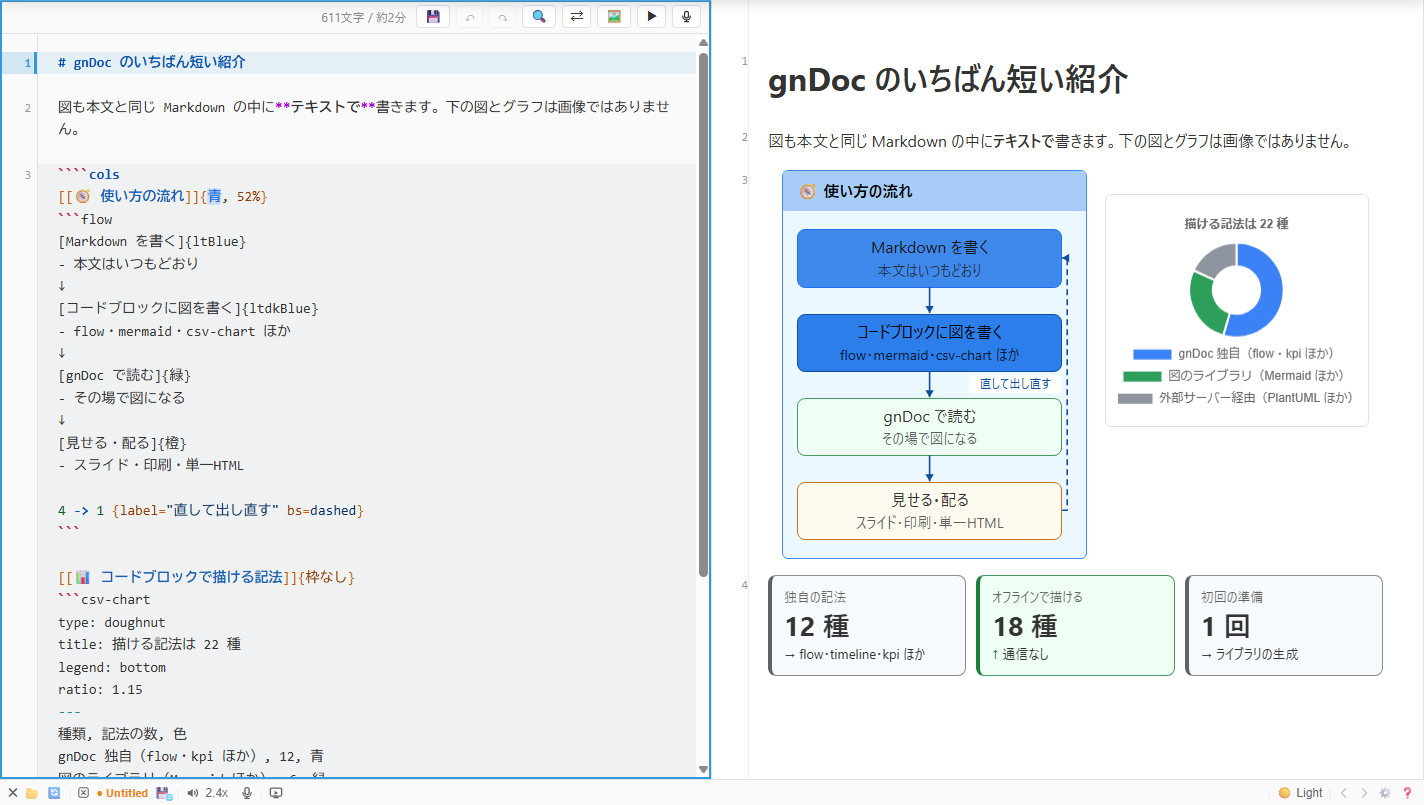 611文字 / 約2分
1
# gnDoc のいちばん短い紹介
2
図も本文と同じ Markdown の中に**テキストで**書きます。下の図とグラフは画像ではありませ
ん。
3
````cols
[[🧭 使い方の流れ]]{青, 52%}
```flow
[Markdown を書く]{ltBlue}
- 本文はいつもどおり
↓
[コードブロックに図を書く]{ltdkBlue}
- flow・mermaid・csv-chart ほか
↓
[gnDoc で読む]{緑}
- その場で図になる
↓
[見せる・配る]{橙}
- スライド・印刷・単一HTML
4 -> 1 {label="直して出し直す" bs=dashed}
```
[[📊 コードブロックで描ける記法]]{枠なし}
```csv-chart
type: doughnut
title: 描ける記法は 22 種
legend: bottom
ratio: 1.15
---
種類, 記法の数, 色
gnDoc 独自（flow・kpi ほか）, 12, 青
1
gnDoc のいちばん短い紹介
2
図も本文と同じ Markdown の中にテキストで書きます。下の図とグラフは画像ではありません。
3
🧭 使い方の流れ
Markdown を書く
本文はいつもどおり
コードブロックに図を書く
flow・mermaid・csv-chart ほか
直して出し直す
gnDoc で読む
その場で図になる
見せる・配る
スライド・印刷・単一HTML
描ける記法は 22 種
gnDoc 独自（flow・kpi ほか）
図のライブラリ（Mermaid ほか）
外部サーバー経由（PlantUML ほか）
4
独自の記法
12 種
→ flow・timeline・kpi ほか
オフラインで描ける
18 種
↑ 通信なし
初回の準備
1 回
→ ライブラリの生成
● Untitled
2.4x
Light
?